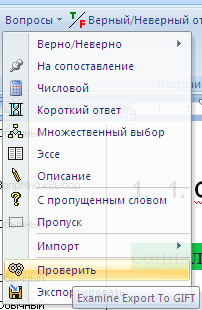 Вопросы Верный/Неверный от
Верно/Неверно
На сопоставление
Числовой
Короткий ответ
Множественный выбор
Эссе
Описание
С пропущенным словом
Пропуск
Импорт
Проверить
Экспортировать
Examine Export To GIFT